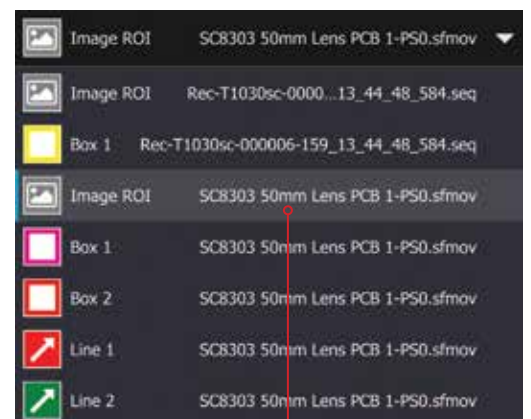 Image ROI SC8303 50mm Lens PCB 1-PS0.sfmov
Image ROI Rec-T1030sc-0000...13_44_48_584.seq
Box 1 Rec-T1030sc-000006-159_13_44_48_584.seq
Image ROI SC8303 50mm Lens PCB 1-PS0.sfmov
Box 1 SC8303 50mm Lens PCB 1-PS0.sfmov
Box 2 SC8303 50mm Lens PCB 1-PS0.sfmov
Line 1 SC8303 50mm Lens PCB 1-PS0.sfmov
Line 2 SC8303 50mm Lens PCB 1-PS0.sfmov